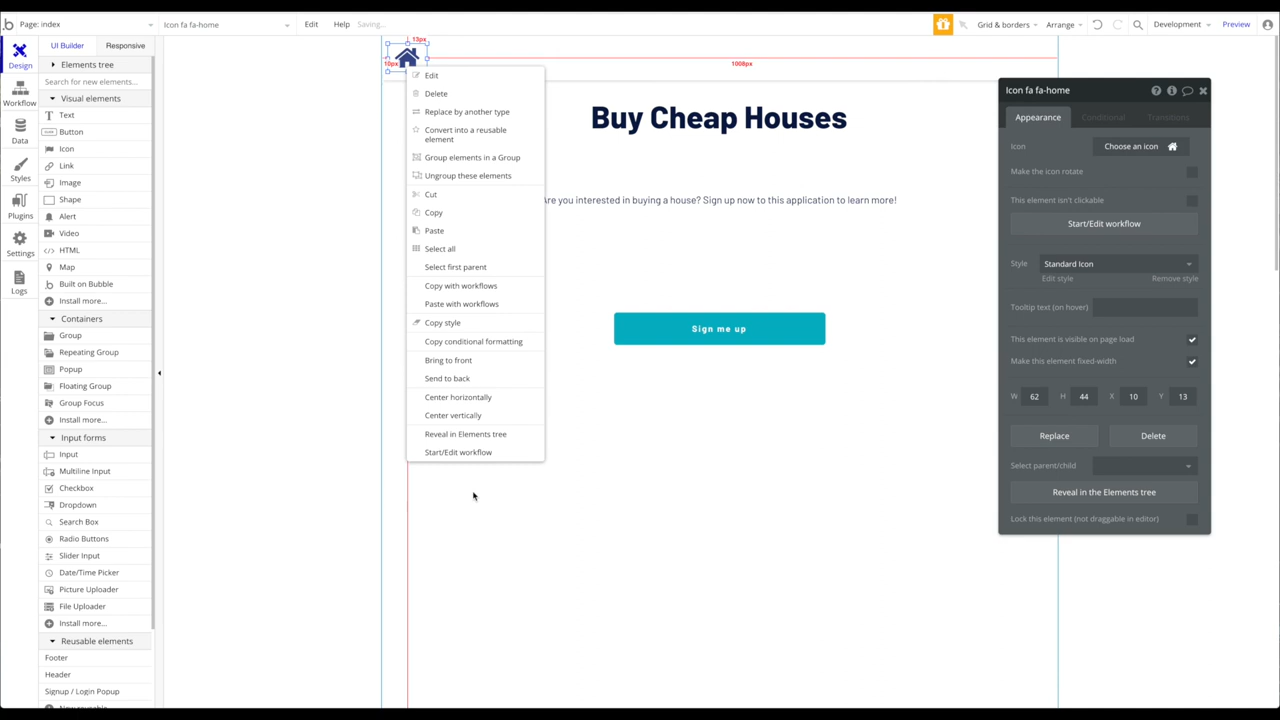 Page: index
Icon fa fa-home
Edit
Help
Saving...
Grid & borders
Arrange
Development
Preview
Design
Workflow
Data
Styles
Plugins
Settings
Logs
UI Builder
Responsive
Elements tree
Search for new elements...
Visual elements
Text
Button
Icon
Link
Image
Shape
Alert
Video
HTML
Map
Built on Bubble
Install more...
Containers
Group
Repeating Group
Popup
Floating Group
Group Focus
Install more...
Input forms
Input
Multiline Input
Checkbox
Dropdown
Search Box
Radio Buttons
Slider Input
Date/Time Picker
Picture Uploader
File Uploader
Install more...
Reusable elements
Footer
Header
Signup / Login Popup
13px
10px
1008px
Edit
Delete
Replace by another type
Convert into a reusable
element
Group elements in a Group
Ungroup these elements
Cut
Copy
Paste
Select all
Select first parent
Copy with workflows
Paste with workflows
Copy style
Copy conditional formatting
Bring to front
Send to back
Center horizontally
Center vertically
Reveal in Elements tree
Start/Edit workflow
Buy Cheap Houses
Are you interested in buying a house? Sign up now to this application to learn more!
Sign me up
Icon fa fa-home
Appearance
Conditional
Transitions
Icon
Choose an icon
Make the icon rotate
This element isn't clickable
Start/Edit workflow
Style
Standard Icon
Edit style
Remove style
Tooltip text (on hover)
This element is visible on page load
Make this element fixed-width
W 62 H 44 X 10 Y 13
Replace
Delete
Select parent/child
Reveal in the Elements tree
Lock this element (not draggable in editor)